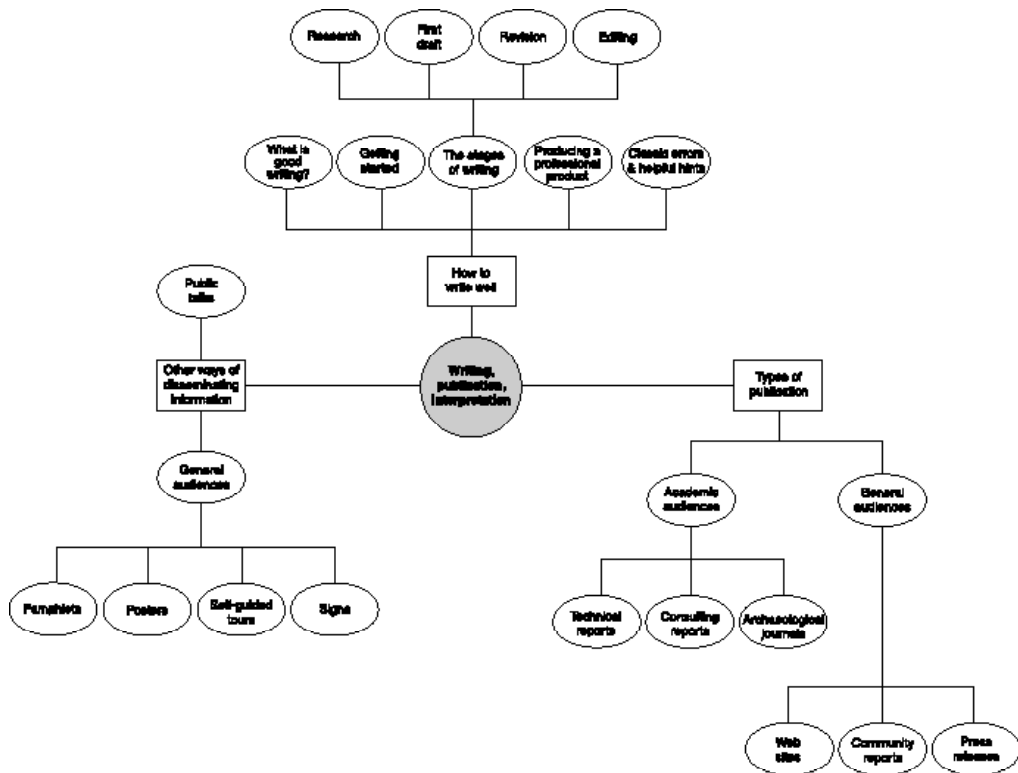 Research
First
draft
Revision
Editing
What is
good
writing?
Getting
started
The stages
of writing
Producing a
professional
product
Classic errors
& helpful hints
How to
write well
Public
talks
Other ways of
disseminating
information
Writing,
publication,
interpretation
Types of
publication
General
audiences
Academic
audiences
General
audiences
Pamphlets
Posters
Self-guided
tours
Signs
Technical
reports
Consulting
reports
Archaeological
journals
Web
sites
Community
reports
Press
releases